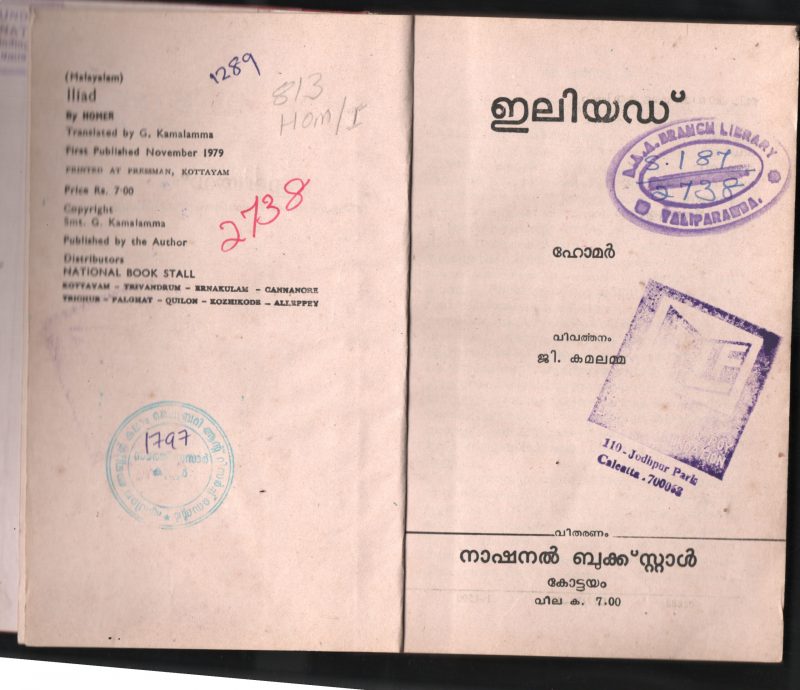 (Malayalam)
Iliad
By HOMER
Translated by G. Kamalamma
First Published November 1979
PRINTED AT PRESSMAN, KOTTAYAM
Price Rs. 7·00
Copyright
Smt. G. Kamalamma
Published by the Author
Distributors
NATIONAL BOOK STALL
KOTTAYAM – TRIVANDRUM – ERNAKULAM – CANNANORE
TRICHUR – PALGHAT – QUILON – KOZHIKODE – ALLEPPEY
1289
813
HOM/I
2738
1797
ഇലിയഡ്
BRANCH LIBRARY
8·187
2738
TALIPARAMBA.
ഹോമർ
വിവർത്തനം
ജി. കമലമ്മ
110-Jodhpur Park
Calcutta - 700068
വിതരണം
നാഷനൽ ബുക്ക്സ്റ്റാൾ
കോട്ടയം
വില ക. 7.00